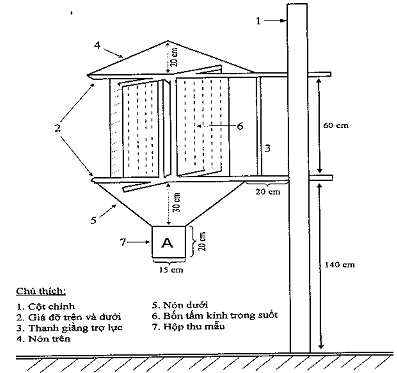 1
4
20 cm
2
6
60 cm
3
20 cm
30 cm
5
7
A
20 cm
15 cm
140 cm
Chú thích:
1. Cột chính
2. Giá đỡ trên và dưới
3. Thanh giằng trợ lực
4. Nón trên
5. Nón dưới
6. Bốn tấm kính trong suốt
7. Hộp thu mẫu